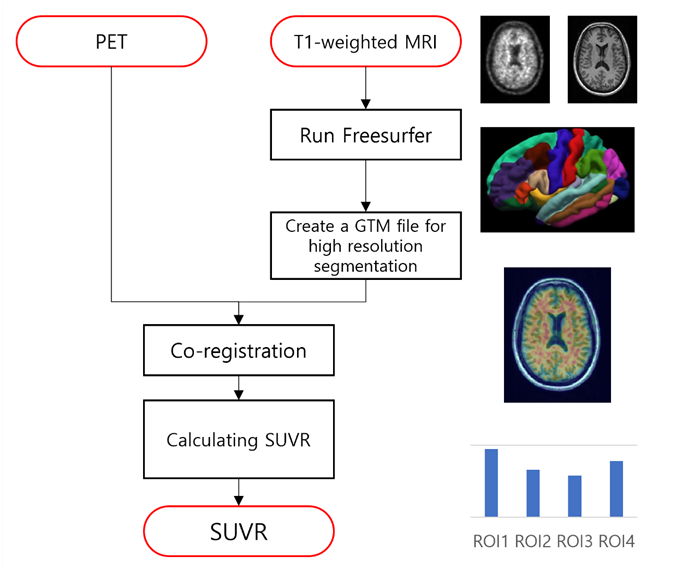 PET
T1-weighted MRI
Run Freesurfer
Create a GTM file for
high resolution
segmentation
Co-registration
Calculating SUVR
SUVR
ROI1 ROI2 ROI3 ROI4